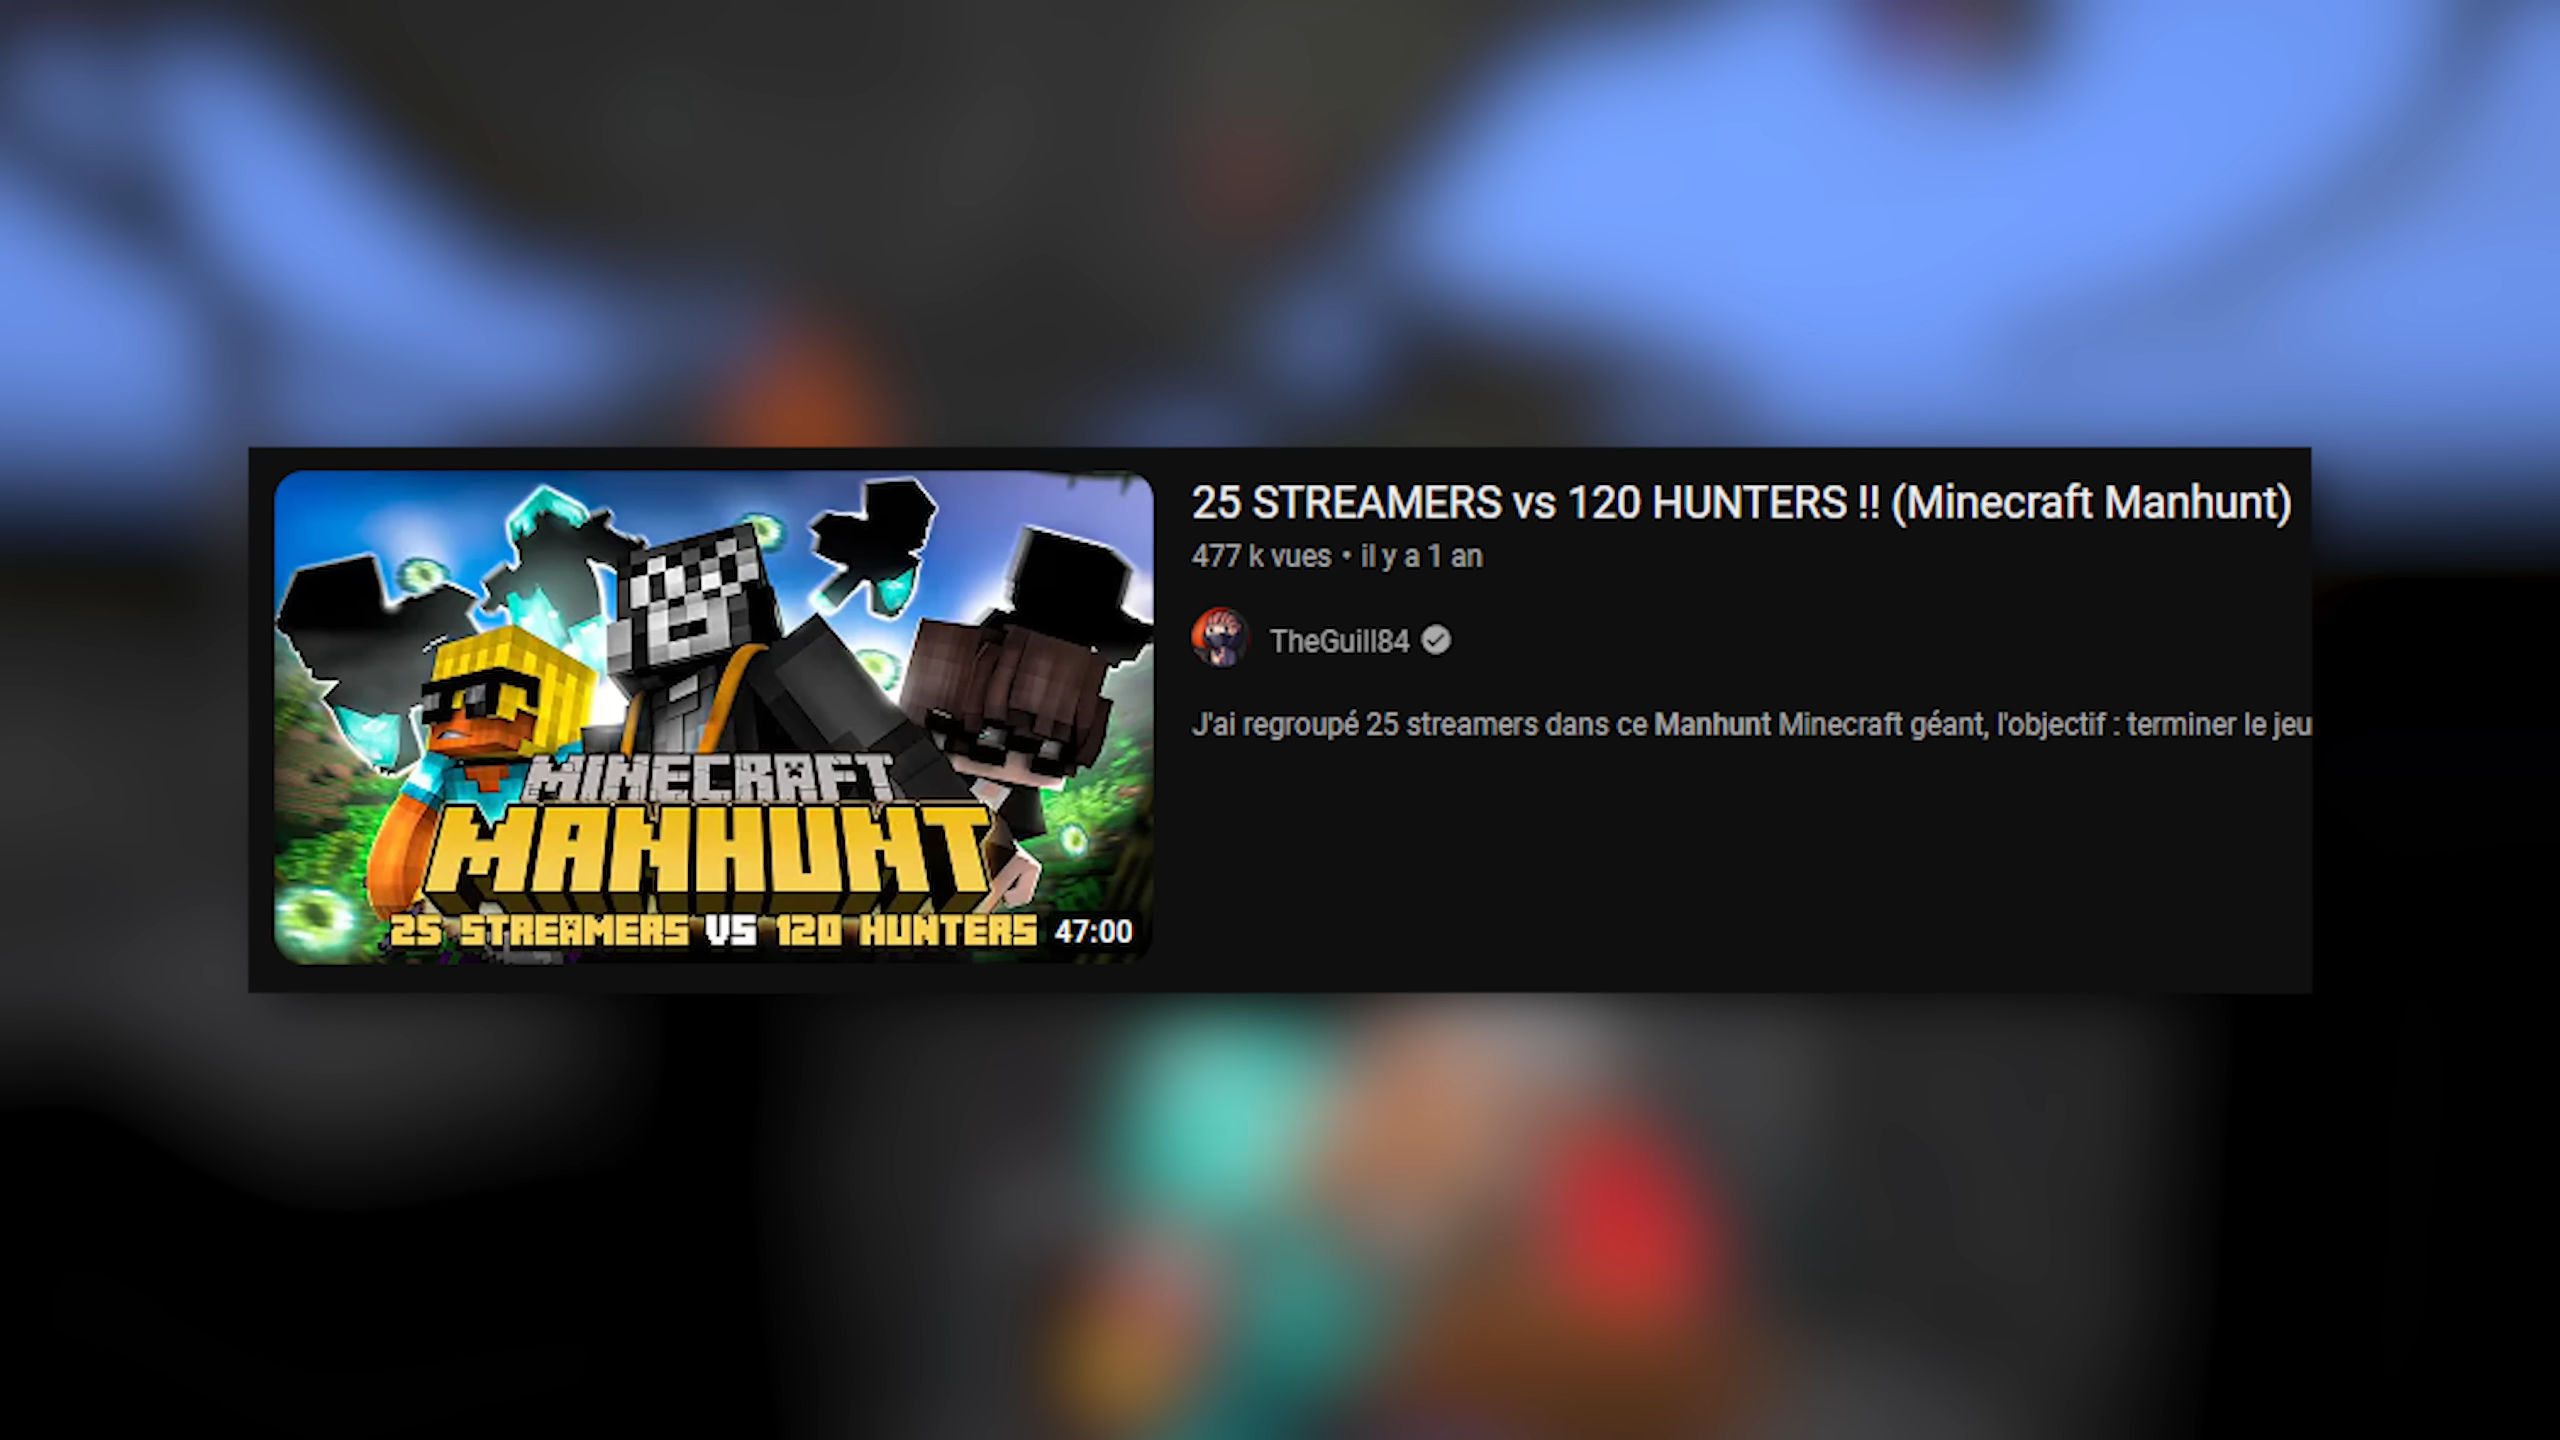 MINECRAFT
MANHUNT
25 STREAMERS VS 120 HUNTERS
47:00
25 STREAMERS vs 120 HUNTERS !! (Minecraft Manhunt)
477 k vues • il y a 1 an
TheGuill84
J'ai regroupé 25 streamers dans ce Manhunt Minecraft géant, l'objectif : terminer le jeu